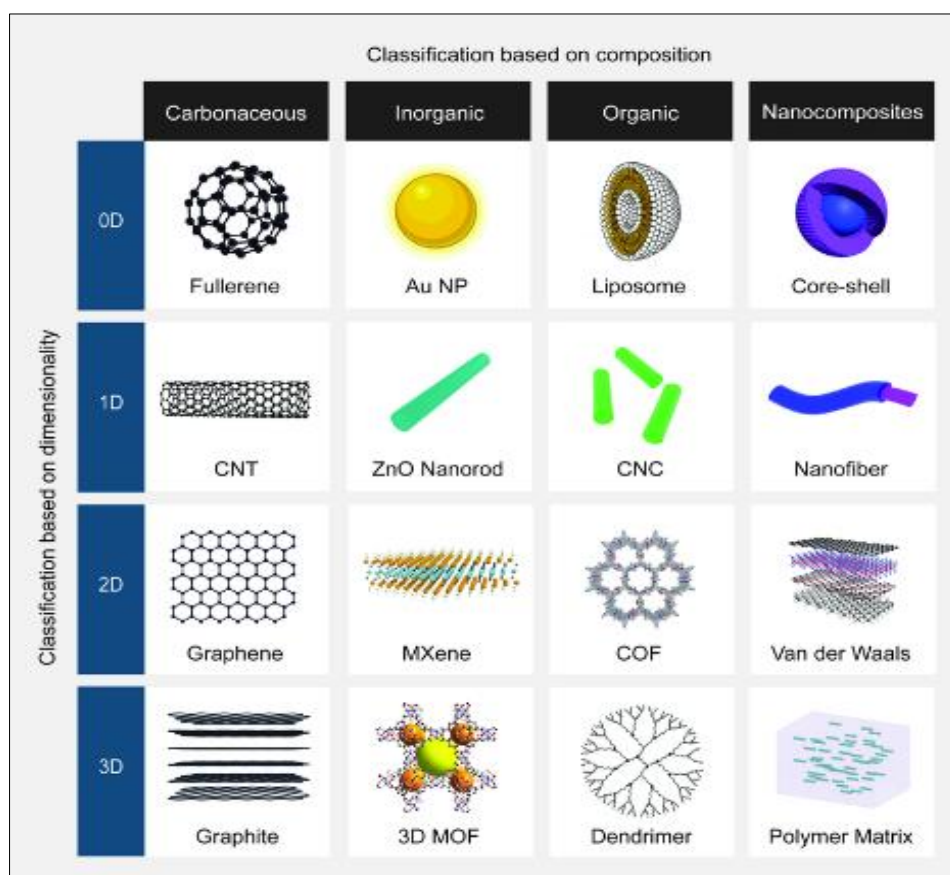 Classification based on composition
Carbonaceous
Inorganic
Organic
Nanocomposites
Classification based on dimensionality
0D
Fullerene
Au NP
Liposome
Core-shell
1D
CNT
ZnO Nanorod
CNC
Nanofiber
2D
Graphene
MXene
COF
Van der Waals
3D
Graphite
3D MOF
Dendrimer
Polymer Matrix